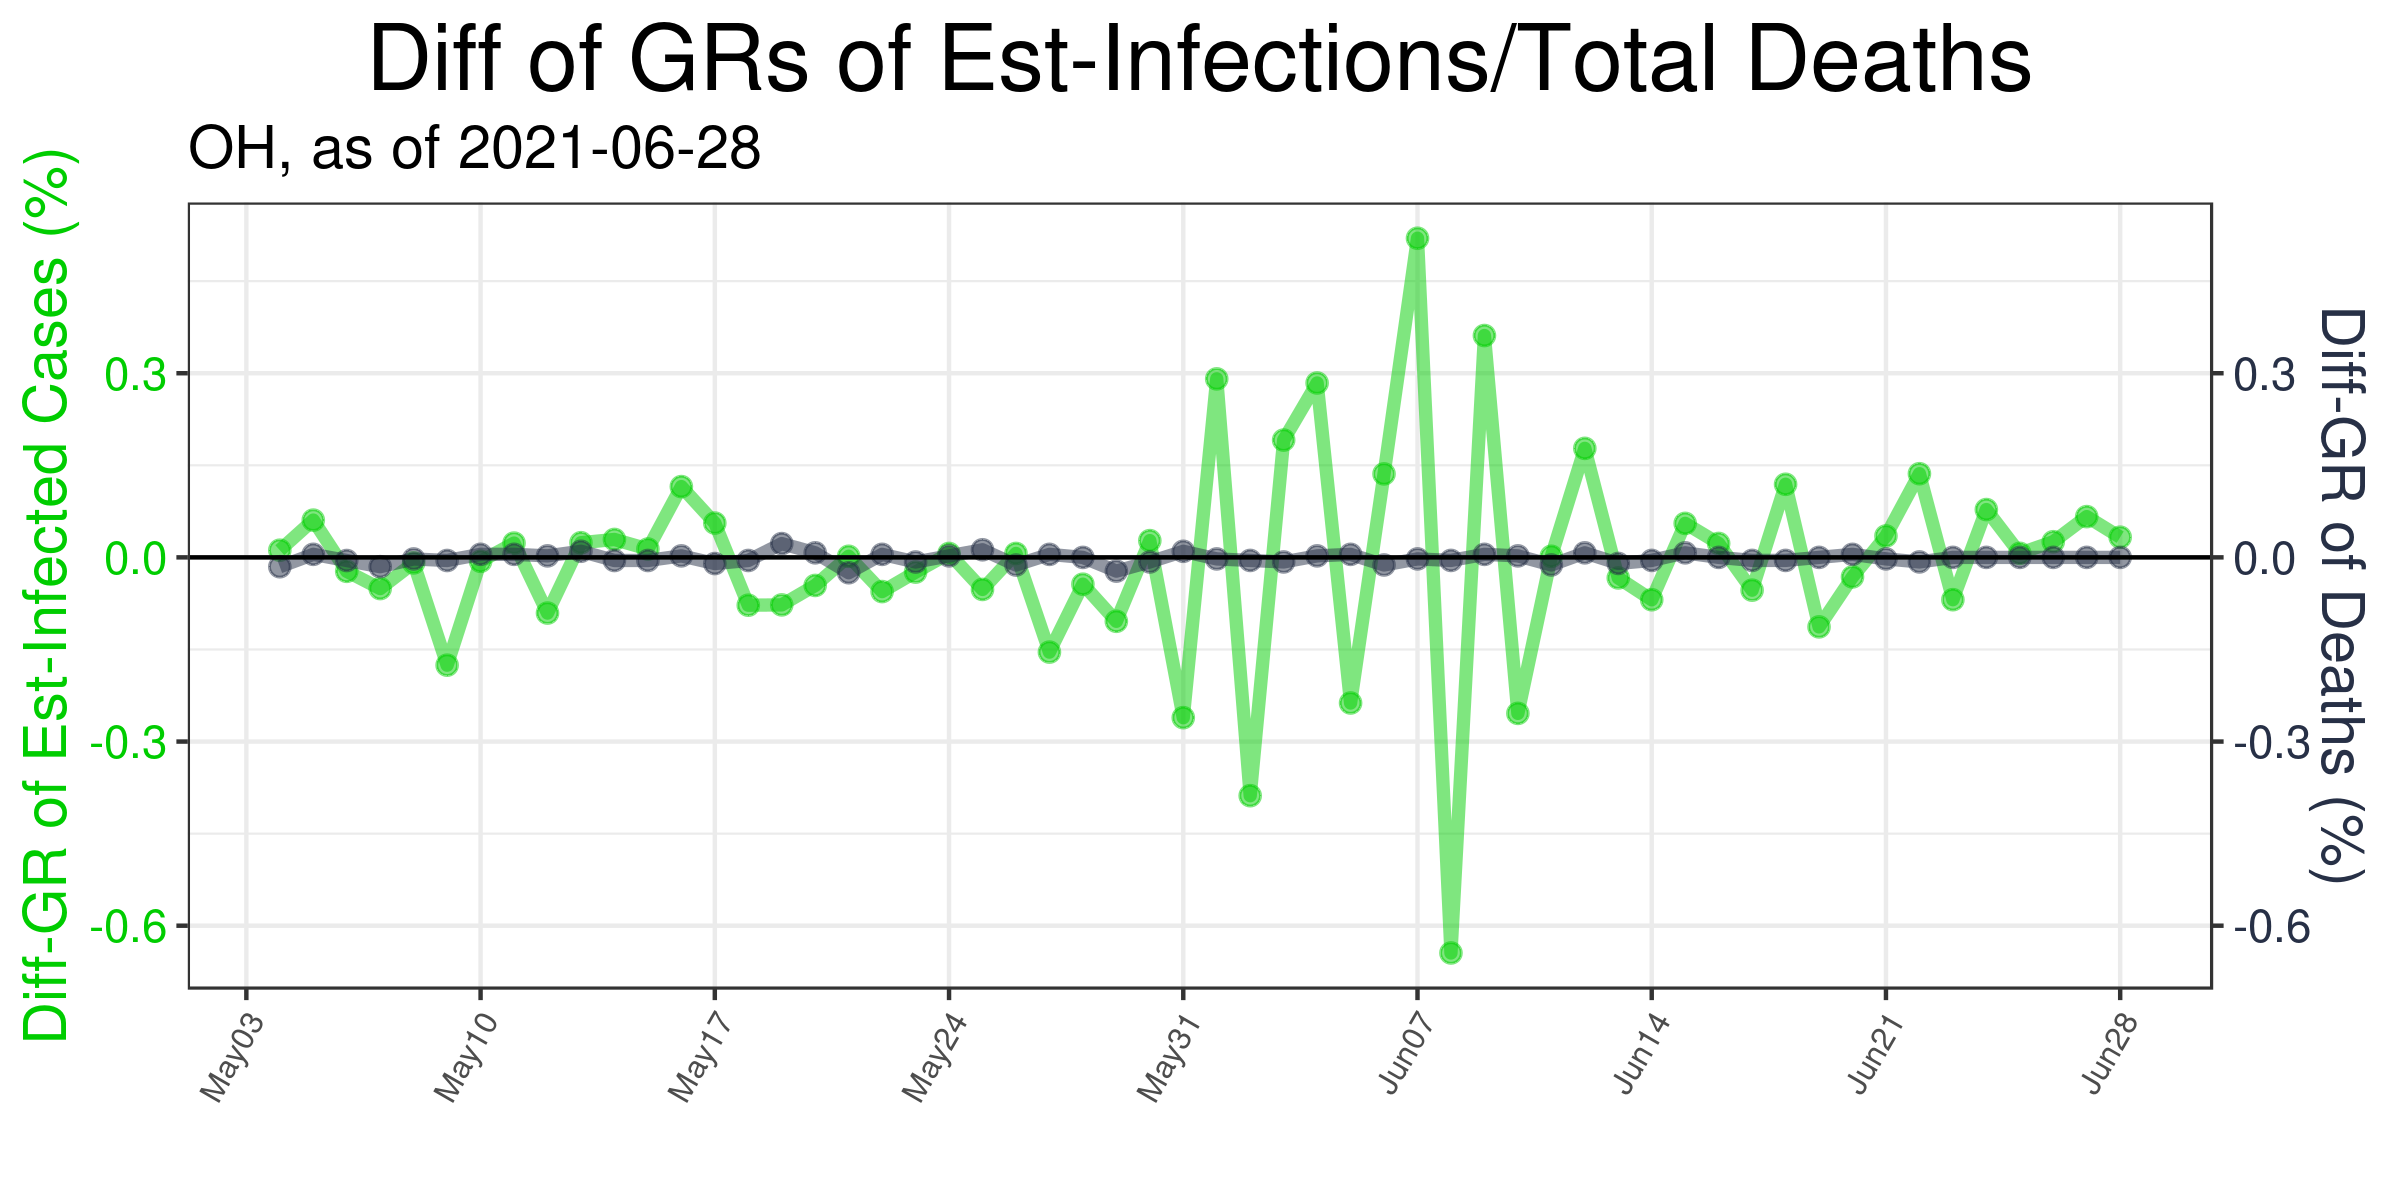 Diff of GRs of Est-Infections/Total Deaths
OH, as of 2021-06-28
Diff-GR of Est-Infected Cases (%)
0.3
0.0
-0.3
-0.6
0.3
0.0
-0.3
-0.6
Diff-GR of Deaths (%)
May03
May10
May17
May24
May31
Jun07
Jun14
Jun21
Jun28